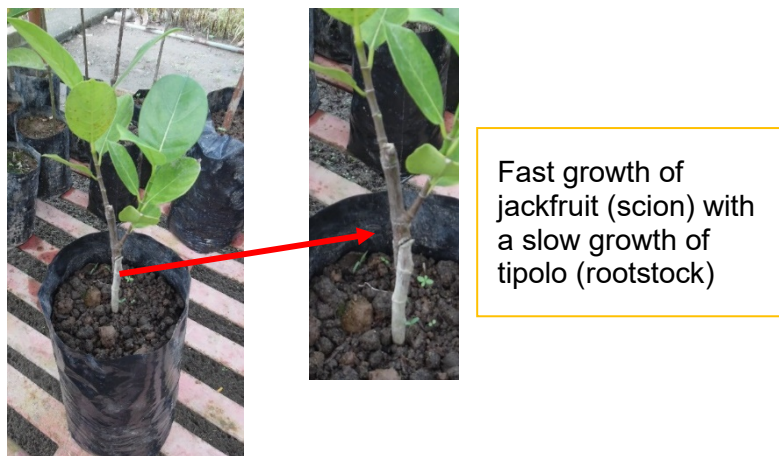 Fast growth of
jackfruit (scion) with
a slow growth of
tipolo (rootstock)